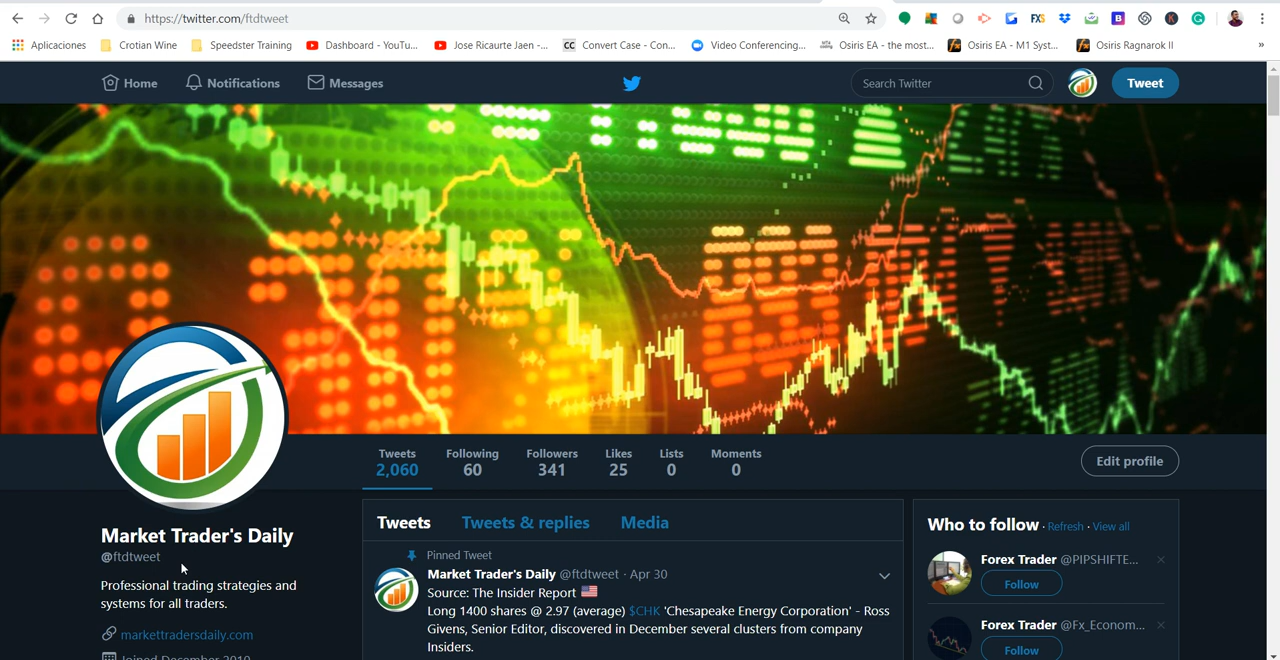 https://twitter.com/ftdtweet
FXS
B
K
G
Aplicaciones
Crotian Wine
Speedster Training
Dashboard - YouTu...
Jose Ricaurte Jaen -...
CC Convert Case - Con...
Video Conferencing...
Osiris EA - the most...
Osiris EA - M1 Syst...
Osiris Ragnarok II
»
Home
Notifications
Messages
Search Twitter
Tweet
Tweets
2,060
Following
60
Followers
341
Likes
25
Lists
0
Moments
0
Edit profile
Market Trader's Daily
@ftdtweet
Professional trading strategies and
systems for all traders.
markettradersdaily.com
Joined December 2010
Tweets
Tweets & replies
Media
Pinned Tweet
Market Trader's Daily @ftdtweet · Apr 30
Source: The Insider Report
Long 1400 shares @ 2.97 (average) $CHK 'Chesapeake Energy Corporation' - Ross
Givens, Senior Editor, discovered in December several clusters from company
Insiders.
Who to follow · Refresh · View all
Forex Trader @PIPSHIFTE...
Follow
Forex Trader @Fx_Econom...
Follow